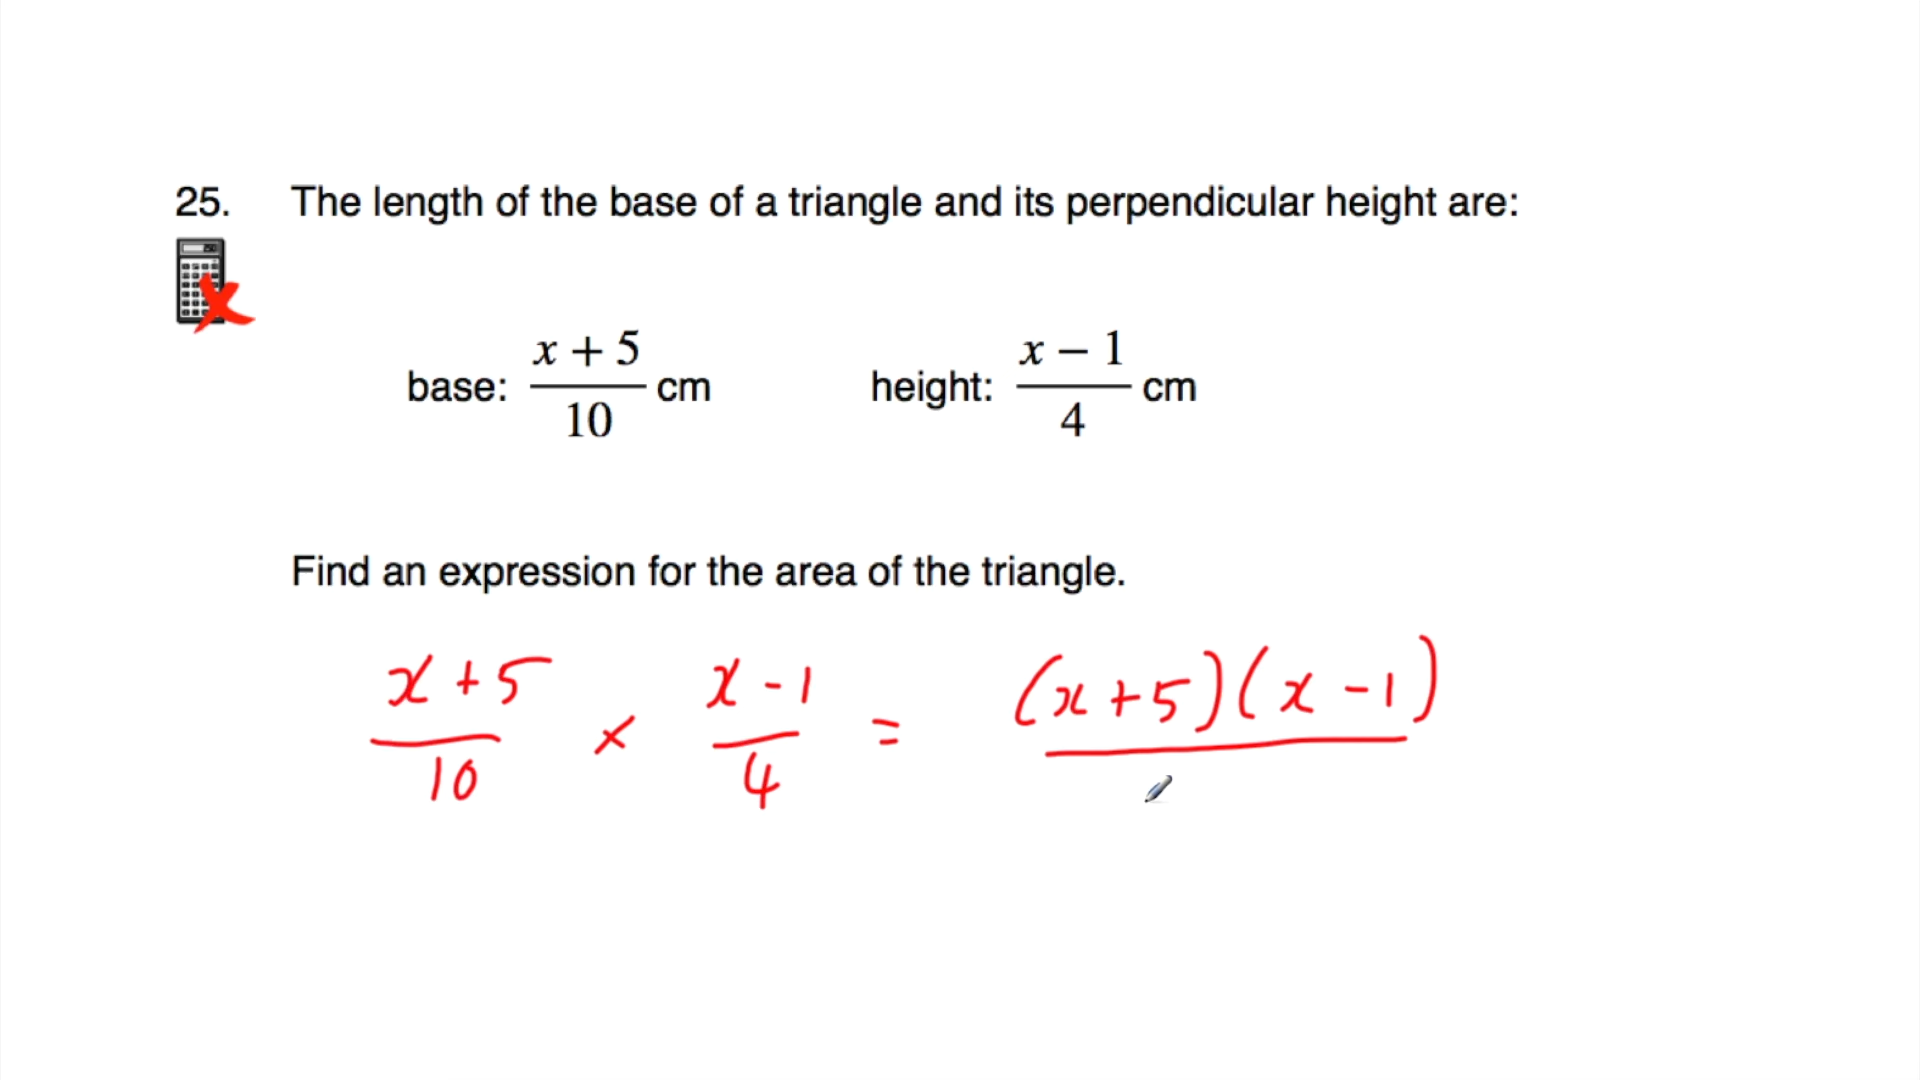 25. The length of the base of a triangle and its perpendicular height are:
base: (x + 5)/10 cm height: (x − 1)/4 cm
Find an expression for the area of the triangle.
(x+5)/10 × (x-1)/4 = (x+5)(x-1)